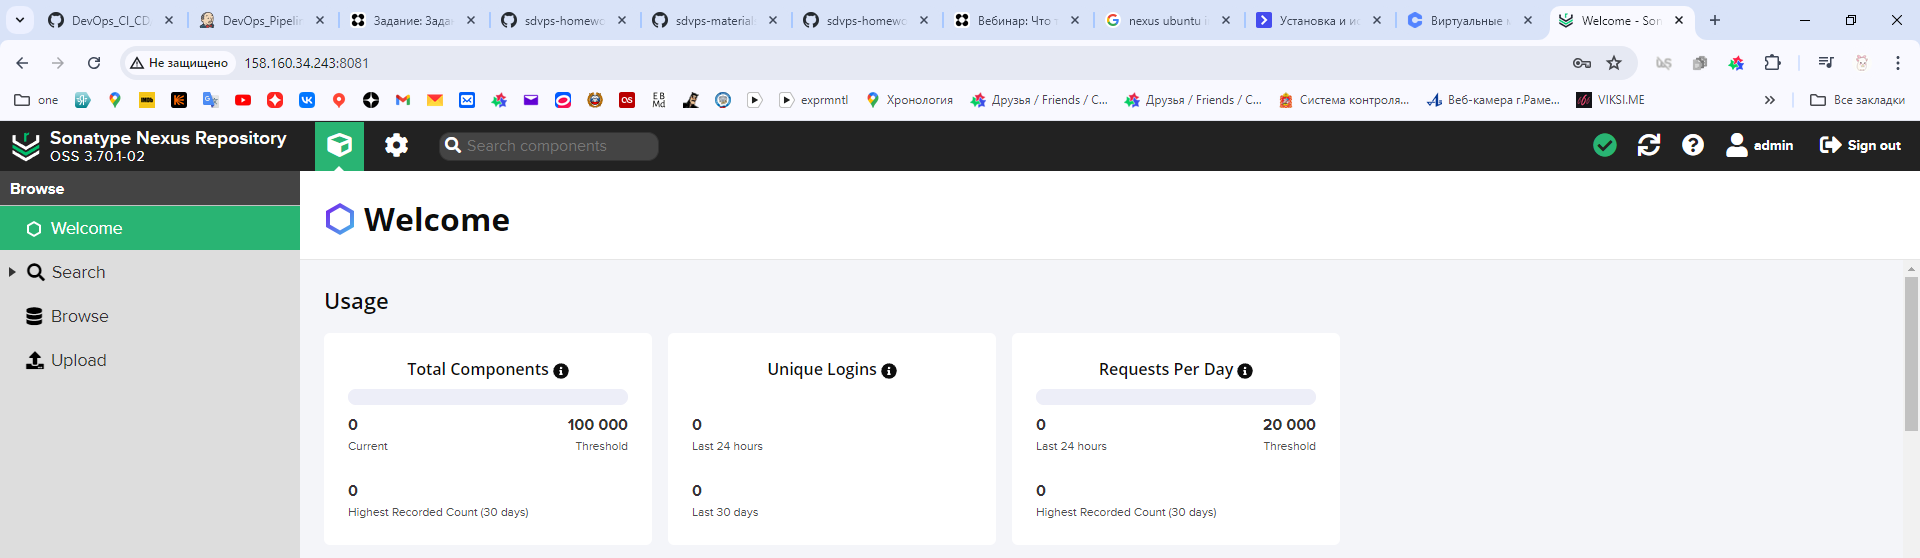 DevOps_CI_CD
DevOps_Pipelin
Задание: Зада
sdvps-homewo
sdvps-material
sdvps-homewo
Вебинар: Что
nexus ubuntu i
Установка и ис
Виртуальные м
Welcome - Son
Не защищено
158.160.34.243:8081
one
exprmntl
Хронология
Друзья / Friends / C...
Друзья / Friends / C...
Система контроля...
Веб-камера г.Раме...
VIKSI.ME
Все закладки
Sonatype Nexus Repository
OSS 3.70.1-02
Search components
admin
Sign out
Browse
Welcome
Search
Browse
Upload
Welcome
Usage
Total Components
0 100 000
Current Threshold
0
Highest Recorded Count (30 days)
Unique Logins
0
Last 24 hours
0
Last 30 days
Requests Per Day
0 20 000
Last 24 hours Threshold
0
Highest Recorded Count (30 days)